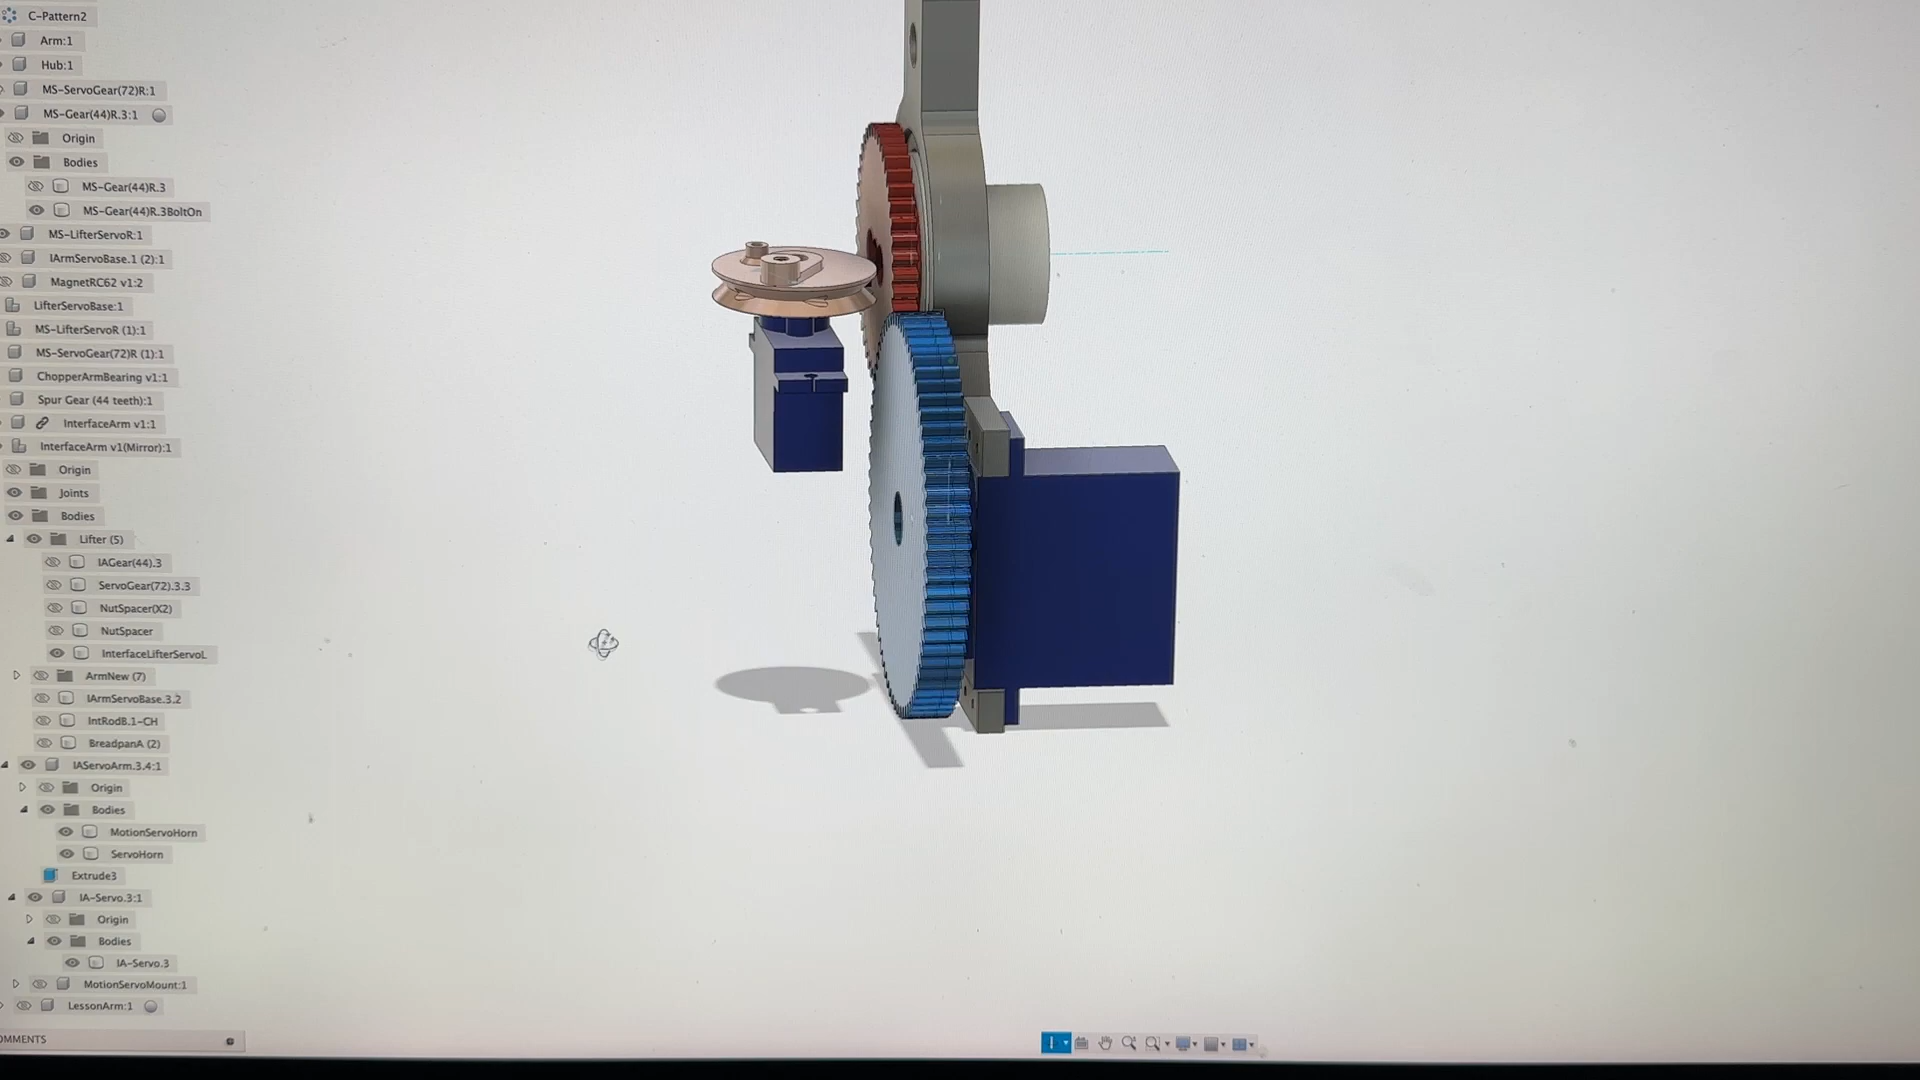 C-Pattern2
Arm:1
Hub:1
MS-ServoGear(72)R:1
MS-Gear(44)R.3:1
Origin
Bodies
MS-Gear(44)R.3
MS-Gear(44)R.3BoltOn
MS-LifterServoR:1
IArmServoBase.1 (2):1
MagnetRC62 v1:2
LifterServoBase:1
MS-LifterServoR (1):1
MS-ServoGear(72)R (1):1
ChopperArmBearing v1:1
Spur Gear (44 teeth):1
InterfaceArm v1:1
InterfaceArm v1(Mirror):1
Origin
Joints
Bodies
Lifter (5)
IAGear(44).3
ServoGear(72).3.3
NutSpacer(X2)
NutSpacer
InterfaceLifterServoL
ArmNew (7)
IArmServoBase.3.2
IntRodB.1-CH
BreadpanA (2)
IAServoArm.3.4:1
Origin
Bodies
MotionServoHorn
ServoHorn
Extrude3
IA-Servo.3:1
Origin
Bodies
IA-Servo.3
MotionServoMount:1
LessonArm:1
OMMENTS